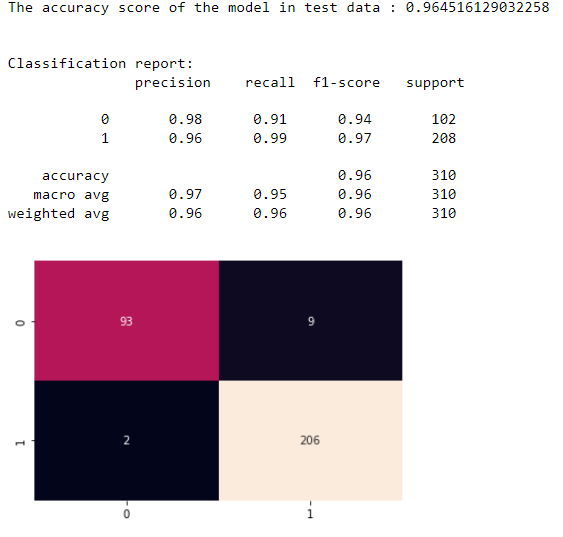 The accuracy score of the model in test data : 0.964516129032258
Classification report:
precision recall f1-score support
0 0.98 0.91 0.94 102
1 0.96 0.99 0.97 208
accuracy 0.96 310
macro avg 0.97 0.95 0.96 310
weighted avg 0.96 0.96 0.96 310
0 93 9
1 2 206
0 1